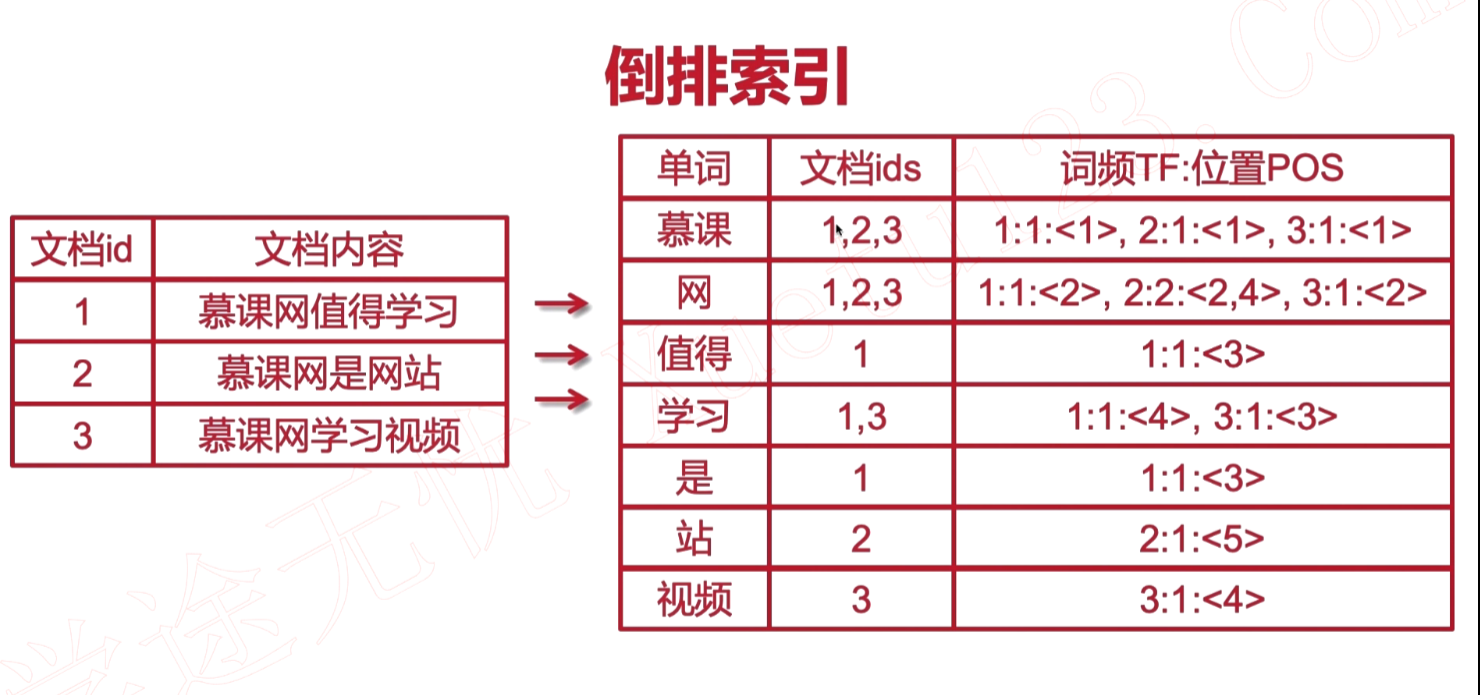 倒排索引
文档id 文档内容
1 慕课网值得学习
2 慕课网是网站
3 慕课网学习视频
单词 文档ids 词频TF:位置POS
慕课 1,2,3 1:1:<1>, 2:1:<1>, 3:1:<1>
网 1,2,3 1:1:<2>, 2:2:<2,4>, 3:1:<2>
值得 1 1:1:<3>
学习 1,3 1:1:<4>, 3:1:<3>
是 1 1:1:<3>
站 2 2:1:<5>
视频 3 3:1:<4>
学途无忧 xuetu123.Com